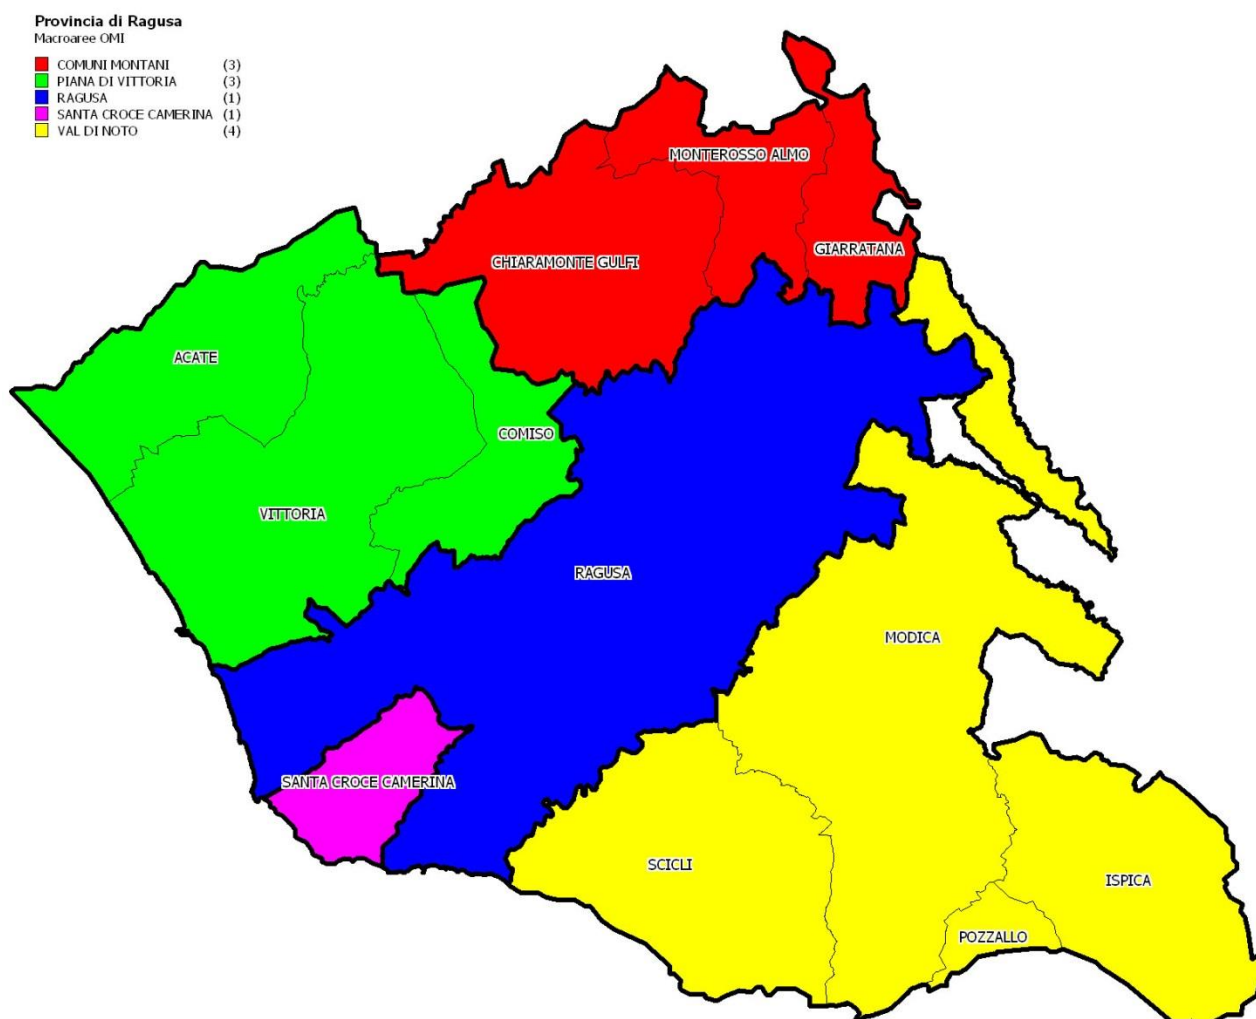 Provincia di Ragusa
Macroaree OMI
COMUNI MONTANI (3)
PIANA DI VITTORIA (3)
RAGUSA (1)
SANTA CROCE CAMERINA (1)
VAL DI NOTO (4)
MONTEROSSO ALMO
GIARRATANA
CHIARAMONTE GULFI
ACATE
COMISO
VITTORIA
RAGUSA
MODICA
SANTA CROCE CAMERINA
SCICLI
ISPICA
POZZALLO